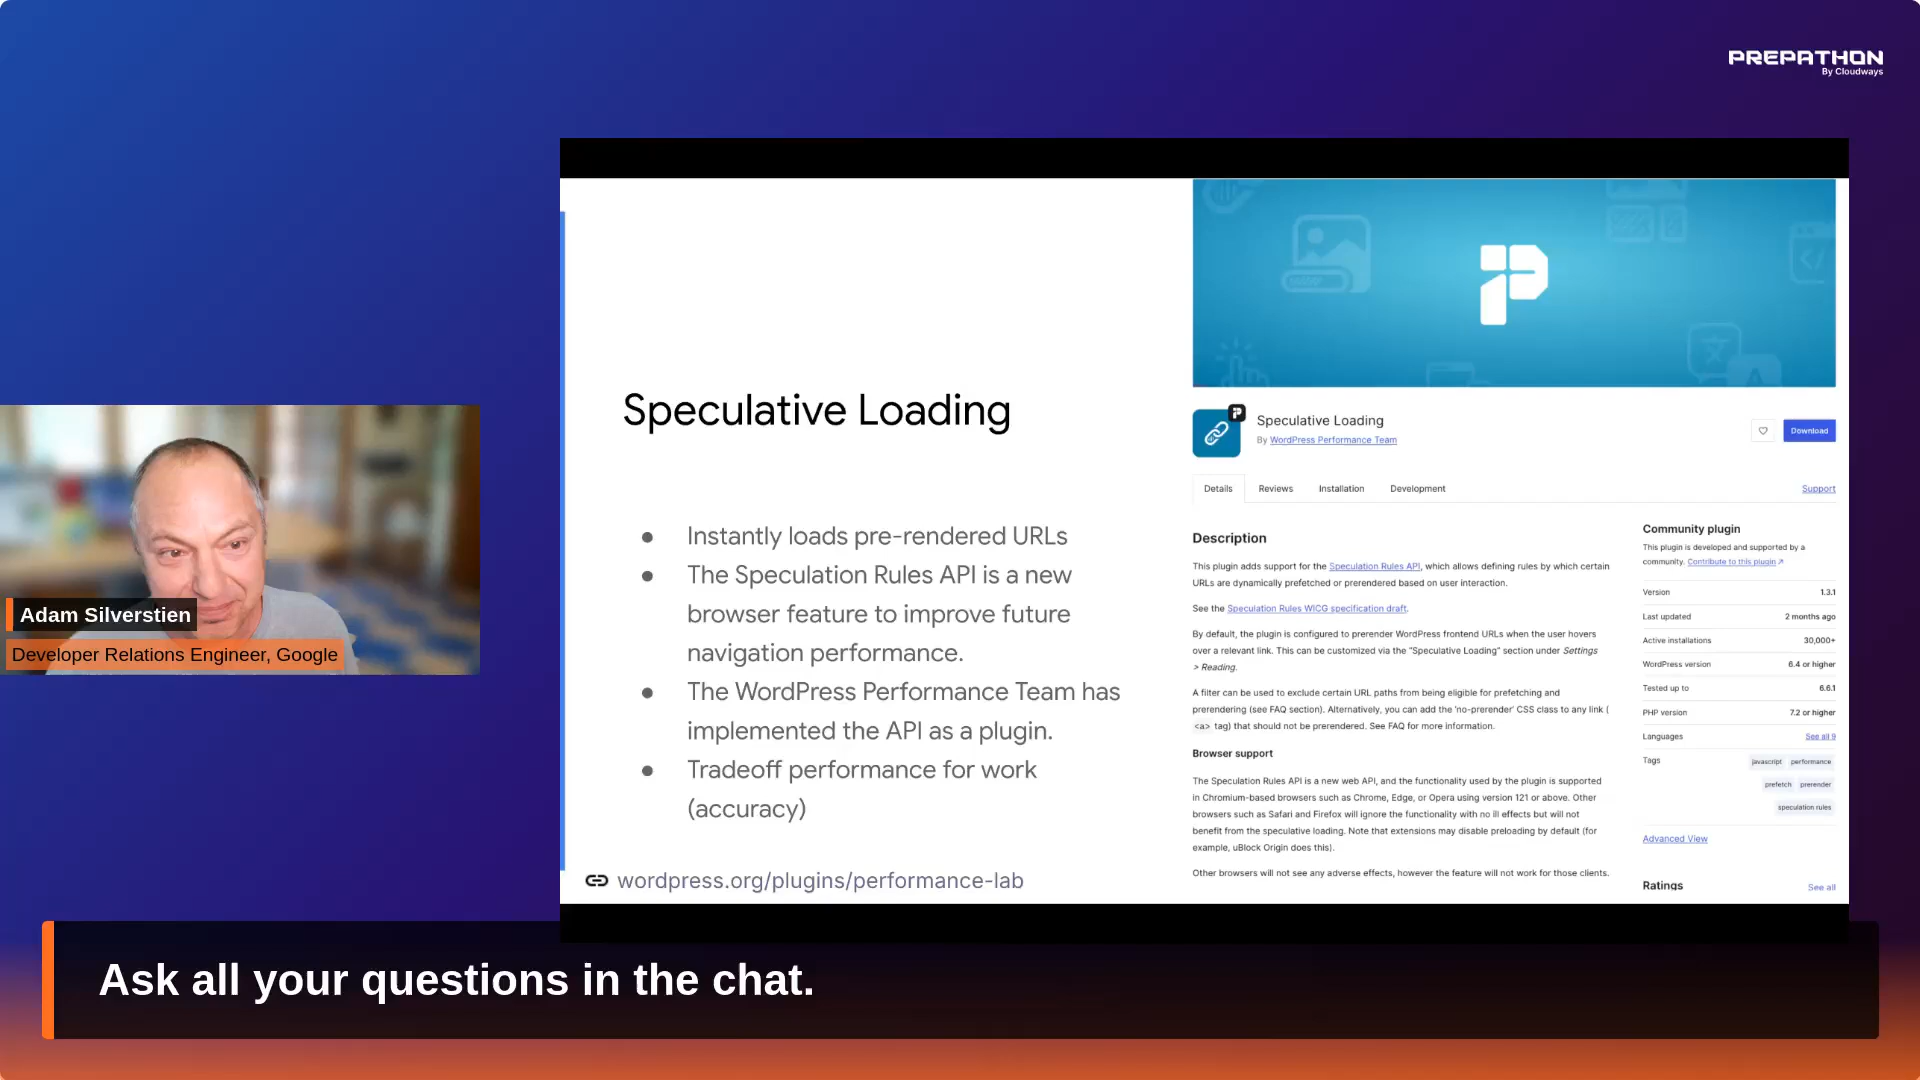 PREPATHON
By Cloudways
Speculative Loading
Instantly loads pre-rendered URLs
The Speculation Rules API is a new
browser feature to improve future
navigation performance.
The WordPress Performance Team has
implemented the API as a plugin.
Tradeoff performance for work
(accuracy)
wordpress.org/plugins/performance-lab
Speculative Loading
By WordPress Performance Team
Download
Details Reviews Installation Development Support
Description
This plugin adds support for the Speculation Rules API, which allows defining rules by which certain
URLs are dynamically prefetched or prerendered based on user interaction.
See the Speculation Rules WICG specification draft.
By default, the plugin is configured to prerender WordPress frontend URLs when the user hovers
over a relevant link. This can be customized via the “Speculative Loading” section under Settings
> Reading.
A filter can be used to exclude certain URL paths from being eligible for prefetching and
prerendering (see FAQ section). Alternatively, you can add the ‘no-prerender’ CSS class to any link (
<a> tag) that should not be prerendered. See FAQ for more information.
Browser support
The Speculation Rules API is a new web API, and the functionality used by the plugin is supported
in Chromium-based browsers such as Chrome, Edge, or Opera using version 121 or above. Other
browsers such as Safari and Firefox will ignore the functionality with no ill effects but will not
benefit from the speculative loading. Note that extensions may disable preloading by default (for
example, uBlock Origin does this).
Other browsers will not see any adverse effects, however the feature will not work for those clients.
Community plugin
This plugin is developed and supported by a
community. Contribute to this plugin ↗
Version 1.3.1
Last updated 2 months ago
Active installations 30,000+
WordPress version 6.4 or higher
Tested up to 6.6.1
PHP version 7.2 or higher
Languages See all 9
Tags javascript performance
prefetch prerender
speculation rules
Advanced View
Ratings See all
Adam Silverstien
Developer Relations Engineer, Google
Ask all your questions in the chat.